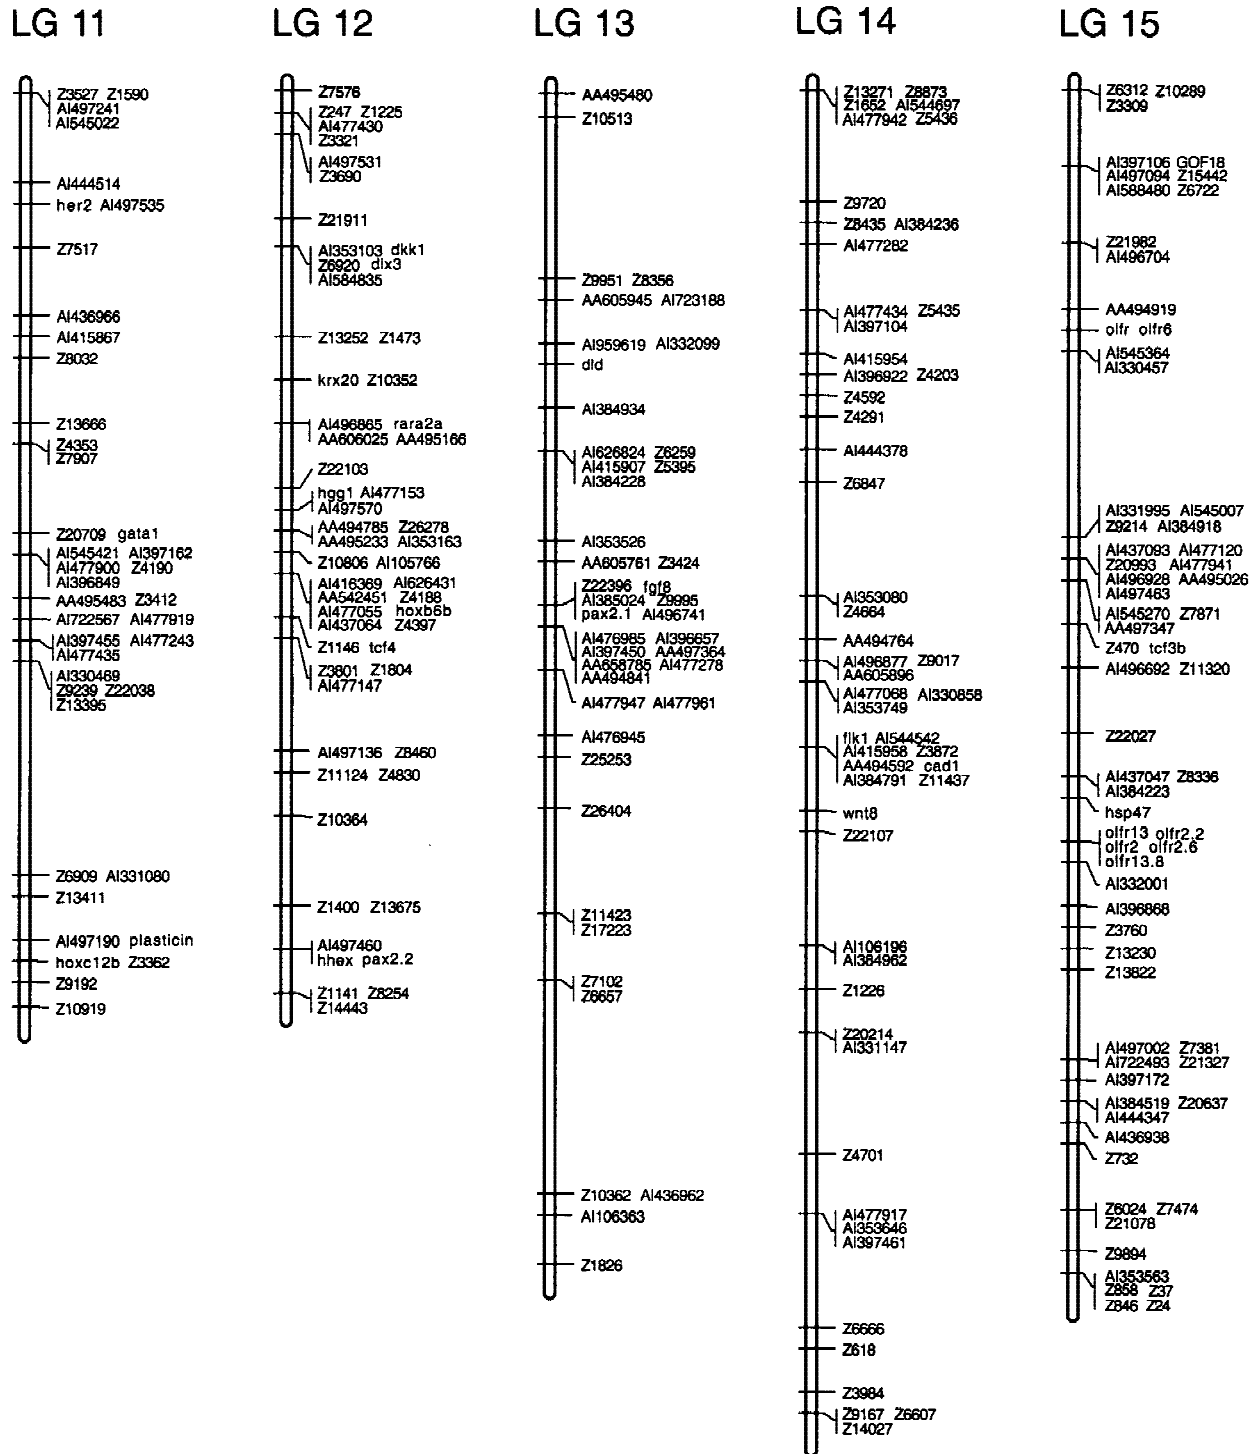 LG 11
Z3527 Z1590
AI497241
AI545022
AI444514
her2 AI497535
Z7517
AI436966
AI415867
Z8032
Z13666
Z4353
Z7907
Z20709 gata1
AI545421 AI397162
AI477900 Z4190
AI396849
AA495483 Z3412
AI722567 AI477919
AI397455 AI477243
AI477435
AI330469
Z9239 Z22038
Z13395
Z6909 AI331080
Z13411
AI497190 plasticin
hoxc12b Z3362
Z9192
Z10919
LG 12
Z7576
Z247 Z1225
AI477430
Z3321
AI497531
Z3690
Z21911
AI353103 dkk1
Z6920 dlx3
AI584835
Z13252 Z1473
krx20 Z10352
AI496865 rara2a
AA606025 AA495166
Z22103
hgg1 AI477153
AI497570
AA494785 Z26278
AA495233 AI353163
Z10806 AI105766
AI416369 AI626431
AA542451 Z4188
AI477055 hoxb6b
AI437064 Z4397
Z1146 tcf4
Z3801 Z1804
AI477147
AI497136 Z8460
Z11124 Z4830
Z10364
Z1400 Z13675
AI497460
hhex pax2.2
Z1141 Z8254
Z14443
LG 13
AA495480
Z10513
Z9951 Z8356
AA605945 AI723188
AI959619 AI332099
dld
AI384934
AI626824 Z6259
AI415907 Z5395
AI384228
AI353526
AA605761 Z3424
Z22396 fgf8
AI385024 Z9995
pax2.1 AI496741
AI476985 AI396657
AI397450 AA497364
AA658785 AI477278
AA494841
AI477947 AI477961
AI476945
Z25253
Z26404
Z11423
Z17223
Z7102
Z6657
Z10362 AI436962
AI106363
Z1826
LG 14
Z13271 Z8873
Z1652 AI544697
AI477942 Z5436
Z9720
Z8435 AI384236
AI477282
AI477434 Z5435
AI397104
AI415954
AI396922 Z4203
Z4592
Z4291
AI444378
Z6847
AI353080
Z4664
AA494764
AI496877 Z9017
AA605896
AI477068 AI330858
AI353749
flk1 AI544542
AI415958 Z3872
AA494592 cad1
AI384791 Z11437
wnt8
Z22107
AI106196
AI384962
Z1226
Z20214
AI331147
Z4701
AI477917
AI353646
AI397461
Z6666
Z618
Z3984
Z9167 Z6607
Z14027
LG 15
Z6312 Z10289
Z3309
AI397106 GOF18
AI497094 Z15442
AI588480 Z6722
Z21982
AI496704
AA494919
olfr olfr6
AI545364
AI330457
AI331995 AI545007
Z9214 AI384918
AI437093 AI477120
Z20993 AI477941
AI496928 AA495026
AI497463
AI545270 Z7871
AA497347
Z470 tcf3b
AI496692 Z11320
Z22027
AI437047 Z8336
AI384223
hsp47
olfr13 olfr2.2
olfr2 olfr2.6
olfr13.8
AI332001
AI396868
Z3760
Z13230
Z13822
AI497002 Z7381
AI722493 Z21327
AI397172
AI384519 Z20637
AI444347
AI436938
Z732
Z6024 Z7474
Z21078
Z9894
AI353563
Z858 Z37
Z846 Z24